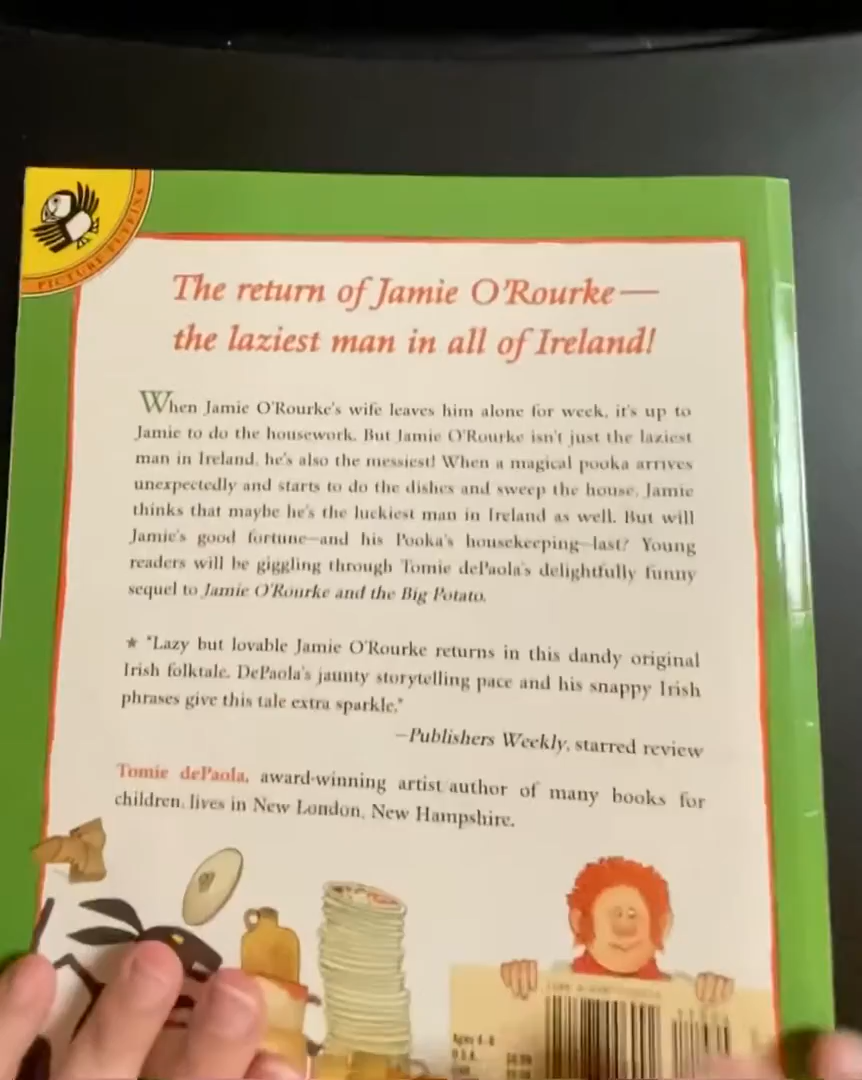 PICTURE PUFFINS
The return of Jamie O'Rourke—
the laziest man in all of Ireland!
When Jamie O'Rourke's wife leaves him alone for week, it's up to
Jamie to do the housework. But Jamie O'Rourke isn't just the laziest
man in Ireland, he's also the messiest! When a magical pooka arrives
unexpectedly and starts to do the dishes and sweep the house, Jamie
thinks that maybe he's the luckiest man in Ireland as well. But will
Jamie's good fortune—and his Pooka's housekeeping—last? Young
readers will be giggling through Tomie dePaola's delightfully funny
sequel to Jamie O'Rourke and the Big Potato.
★ "Lazy but lovable Jamie O'Rourke returns in this dandy original
Irish folktale. DePaola's jaunty storytelling pace and his snappy Irish
phrases give this tale extra sparkle."
—Publishers Weekly, starred review
Tomie dePaola, award-winning artist/author of many books for
children, lives in New London, New Hampshire.
Ages 4-8
U.S.A.